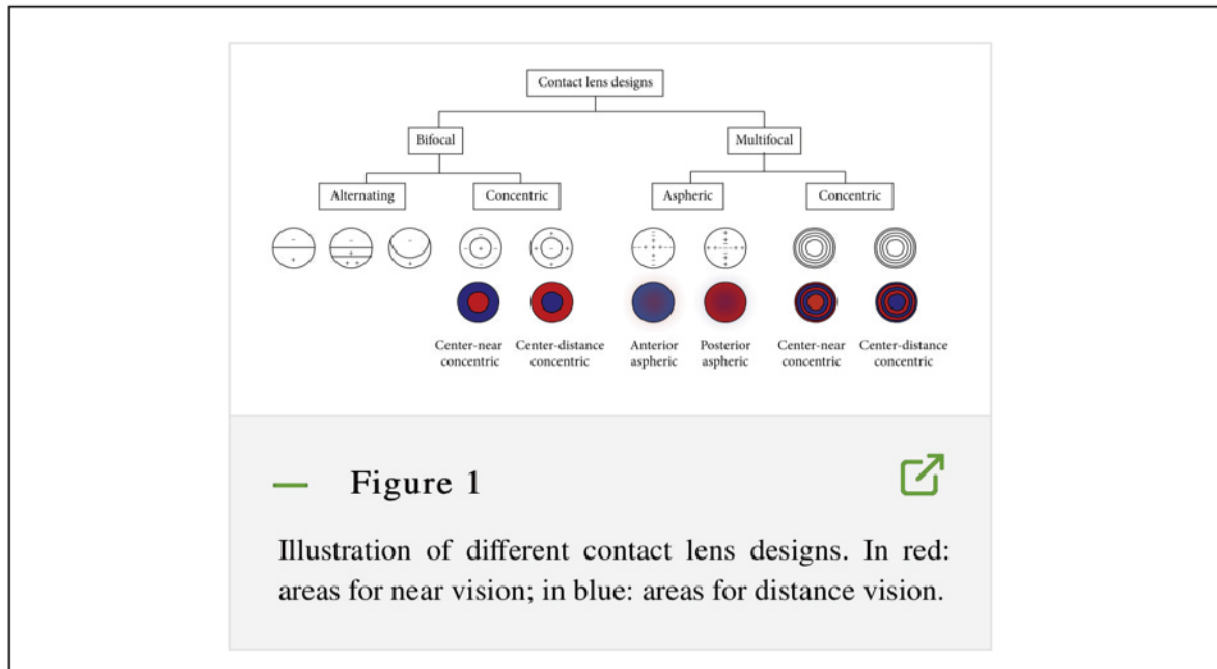 Contact lens designs
Bifocal Multifocal
Alternating Concentric Aspheric Concentric
Center-near Center-distance Anterior Posterior Center-near Center-distance
concentric concentric aspheric aspheric concentric concentric
Figure 1
Illustration of different contact lens designs. In red:
areas for near vision; in blue: areas for distance vision.